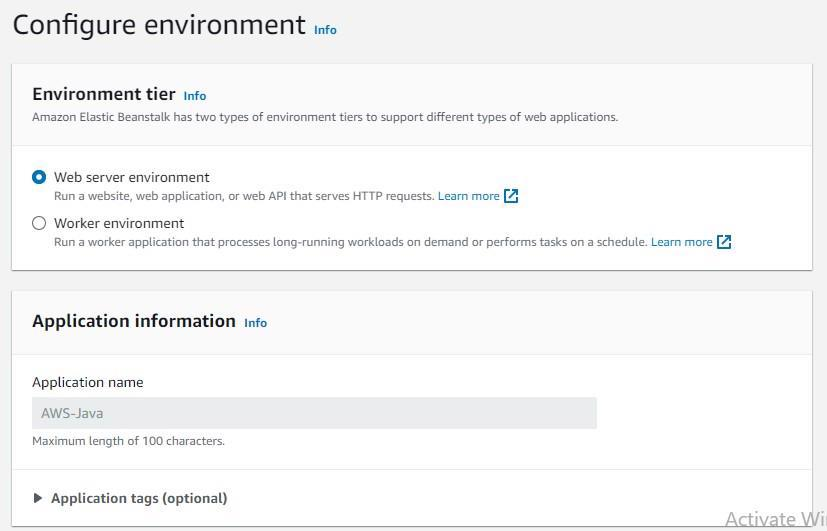 Configure environment Info
Environment tier Info
Amazon Elastic Beanstalk has two types of environment tiers to support different types of web applications.
Web server environment
Run a website, web application, or web API that serves HTTP requests. Learn more
Worker environment
Run a worker application that processes long-running workloads on demand or performs tasks on a schedule. Learn more
Application information Info
Application name
AWS-Java
Maximum length of 100 characters.
Application tags (optional)
Activate Wi